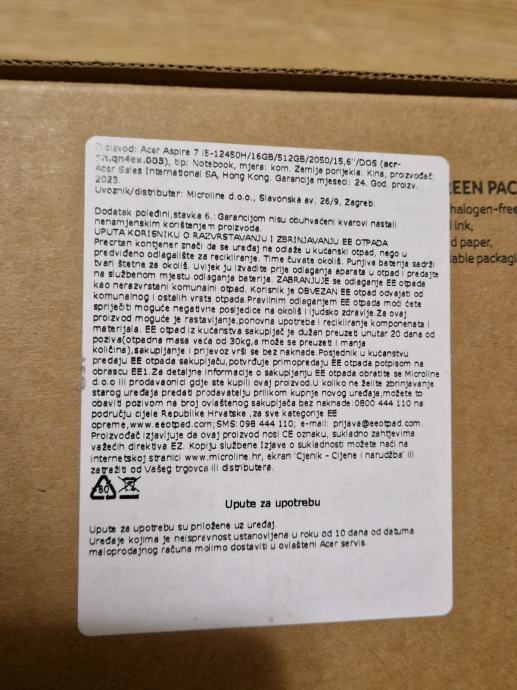 Proizvod: Acer Aspire 7 i5-12450H/16GB/512GB/2050/15,6"/DOS (acr-
nh.qn4ex.005), tip: Notebook, mjera: kom. Zemlja porijekla: Kina, proizvođač:
Acer Sales International SA, Hong Kong. Garancija mjeseci: 24. God. proizv.
2023
Uvoznik/distributer: Microline d.o.o., Slavonska av. 26/9, Zagreb.
Dodatak poleđini,stavka 6.:Garancijom nisu obuhvaćeni kvarovi nastali
nenamjenskim korištenjem proizvoda.
UPUTA KORISNIKU O RAZVRSTAVANJU I ZBRINJAVANJU EE OTPADA
Precrtan kontjener znači da se uređaj ne odlaže u kućanski otpad, nego u
predviđeno odlagalište za recikliranje. Time čuvate okoliš. Punjiva baterija sadrži
tvari štetne za okoliš. Uvijek ju izvadite prije odlaganja aparata u otpad i predajte
na službenom mjestu odlaganja baterija. ZABRANJUJE se odlaganje EE otpada
kao nerazvrstani komunalni otpad. Korisnik je OBVEZAN EE otpad odvajati od
komunalnog i ostalih vrsta otpada.Pravilnim odlaganjem EE otpada moći ćete
spriječiti moguće negativne posljedice na okoliš i ljudsko zdravlje.Za ovaj
proizvod moguće je rastavljanje,ponovna upotreba i recikliranje komponenata i
materijala. EE otpad iz kućanstva sakupljač je dužan preuzeti unutar 20 dana od
poziva(otpadna masa veća od 30kg,a može se preuzeti i manja
količina),sakupljanje i prijevoz vrši se bez naknade.Posjednik u kućanstvu
predaju EE otpada sakupljaču,potvrđuje primopredaju EE otpada potpisom na
obrascu EE1.Za detaljne informacije o sakupljanju EE otpada obratite se Microline
d.o.o ili prodavaonici gdje ste kupili ovaj proizvod.U koliko ne želite zbrinjavanje
starog uređaja predati prodavatelju prilikom kupnje novog uređaja,možete to
obaviti pozivom na broj ovlaštenog sakupljača bez naknade:0800 444 110 na
području cijele Republike Hrvatske ,za sve kategorije EE
opreme,www.eeotpad.com;SMS:098 444 110; e-mail: prijava@eeotpad.com.
Proizvođač izjavljuje da ovaj proizvod nosi CE oznaku, sukladno zahtjevima
važećih direktiva EZ. Kopiju službene Izjave o sukladnosti možete naći na
internetskoj stranici www.microline.hr, ekran 'Cjenik - Cijene i narudžba' ili
zatražiti od Vašeg trgovca ili distributera.
80
Upute za upotrebu
Upute za upotrebu su priložene uz uređaj.
Uređaje kojima je neispravnost ustanovljena u roku od 10 dana od datuma
maloprodajnog računa molimo dostaviti u ovlašteni Acer servis.
REEN PAC
halogen-free
ink,
d paper,
able packagi